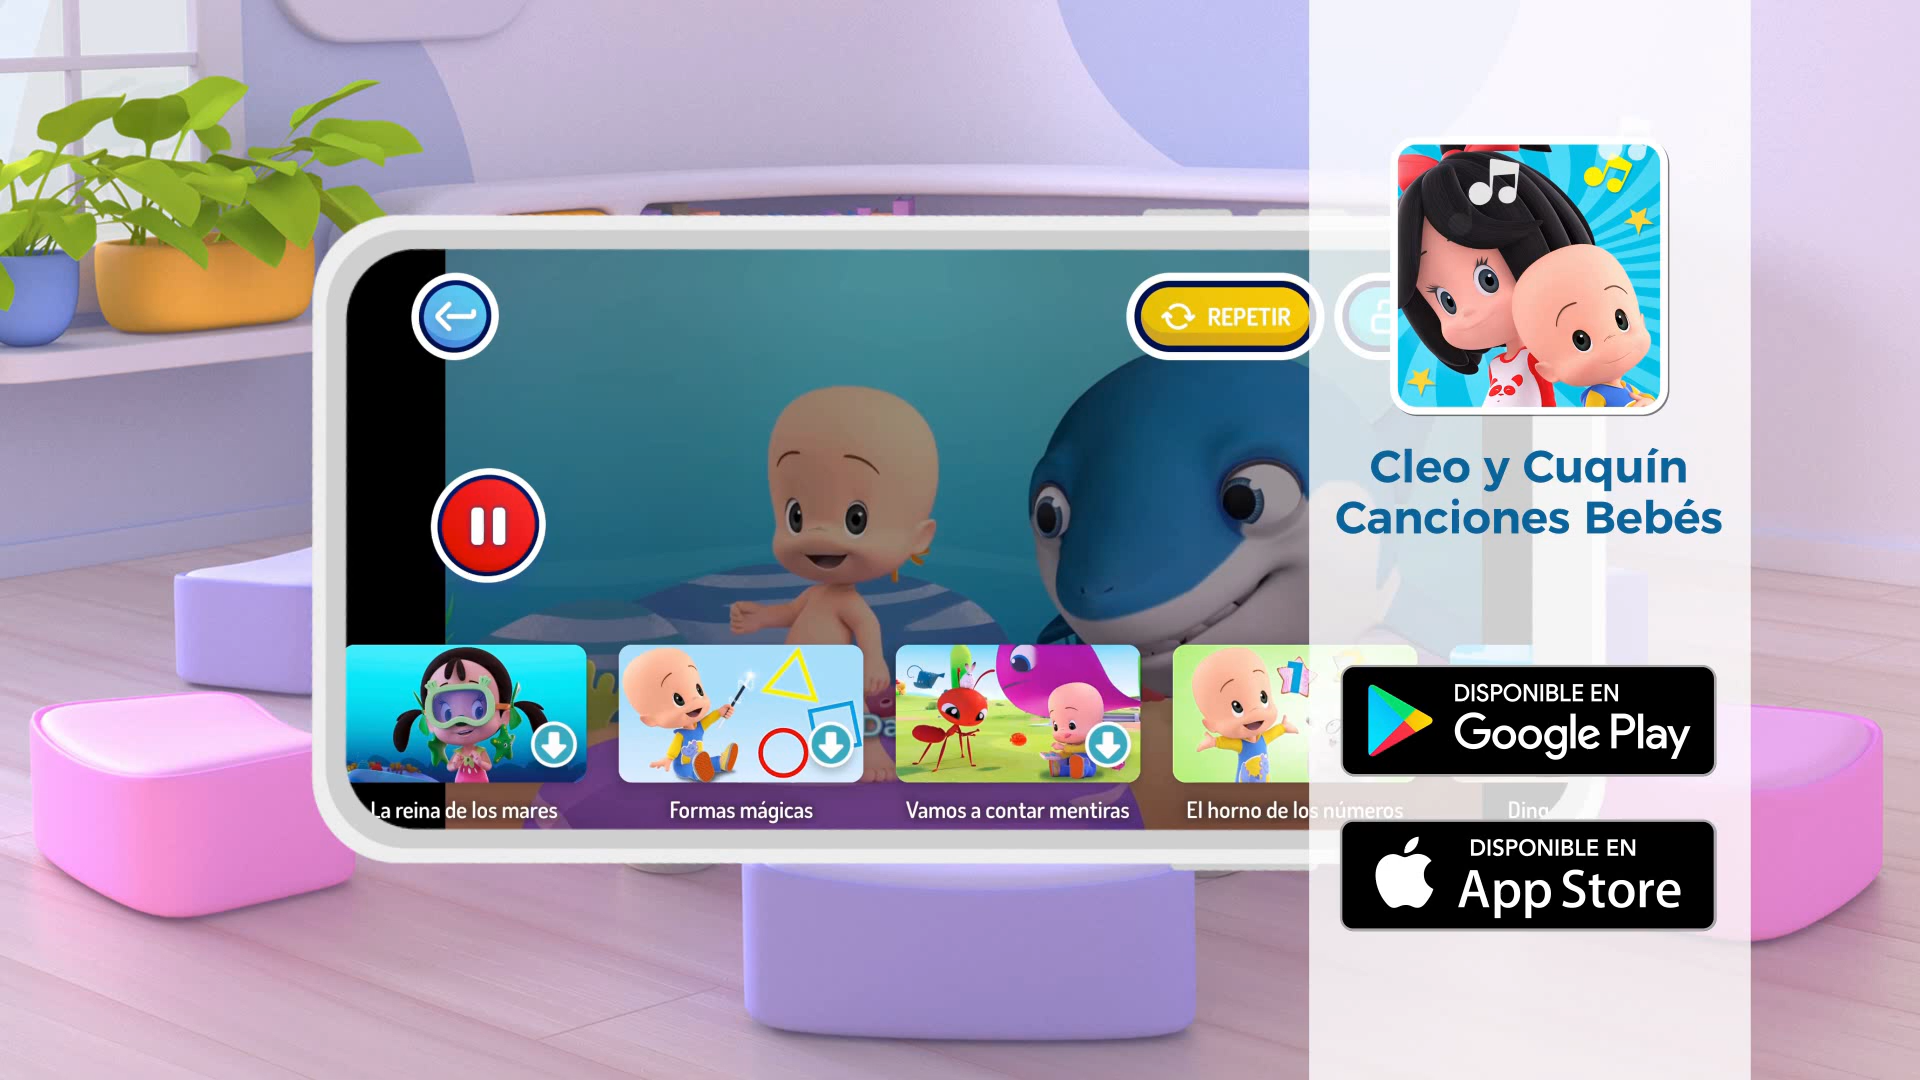 REPETIR
Cleo y Cuquín
Canciones Bebés
DISPONIBLE EN
Google Play
DISPONIBLE EN
App Store
La reina de los mares
Formas mágicas
Vamos a contar mentiras
El horno de los números